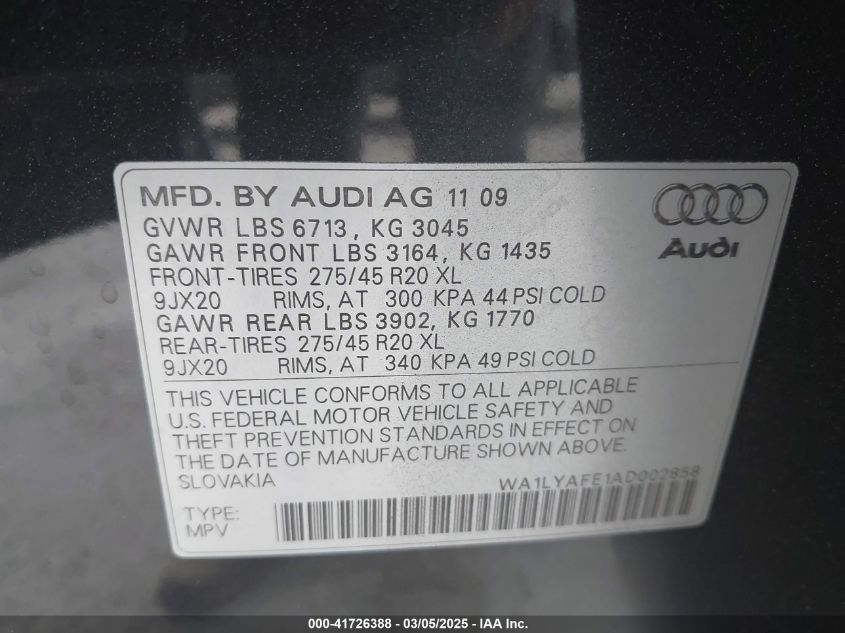 MFD. BY AUDI AG 11 09
GVWR LBS 6713, KG 3045
GAWR FRONT LBS 3164, KG 1435
FRONT-TIRES 275/45 R20 XL
9JX20 RIMS, AT 300 KPA 44 PSI COLD
GAWR REAR LBS 3902, KG 1770
REAR-TIRES 275/45 R20 XL
9JX20 RIMS, AT 340 KPA 49 PSI COLD
Audi
THIS VEHICLE CONFORMS TO ALL APPLICABLE
U.S. FEDERAL MOTOR VEHICLE SAFETY AND
THEFT PREVENTION STANDARDS IN EFFECT ON
THE DATE OF MANUFACTURE SHOWN ABOVE.
SLOVAKIA WA1LYAFE1AD002858
TYPE:
MPV
000-41726388 - 03/05/2025 - IAA Inc.